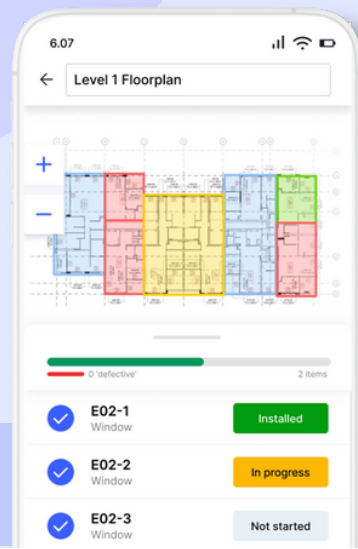 6.07
Level 1 Floorplan
+
−
0 'defective'
2 items
E02-1
Installed
Window
E02-2
In progress
Window
E02-3
Not started
Window